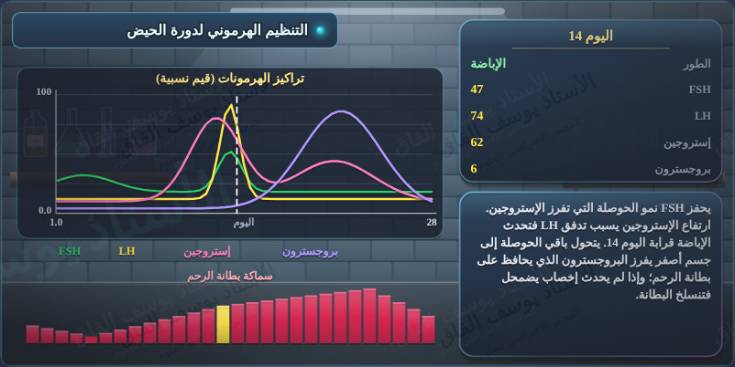 التنظيم الهرموني لدورة الحيض
اليوم 14
الطور الإباضة
FSH 47
LH 74
إستروجين 62
بروجسترون 6
تراكيز الهرمونات (قيم نسبية)
100
0.0
1.0 اليوم 28
FSH LH إستروجين بروجسترون
سماكة بطانة الرحم
يحفز FSH نمو الحوصلة التي تفرز الإستروجين.
ارتفاع الإستروجين يسبب تدفق LH فتحدث
الإباضة قرابة اليوم 14. يتحول باقي الحوصلة إلى
جسم أصفر يفرز البروجسترون الذي يحافظ على
بطانة الرحم؛ وإذا لم يحدث إخصاب يضمحل
فتنسلخ البطانة.